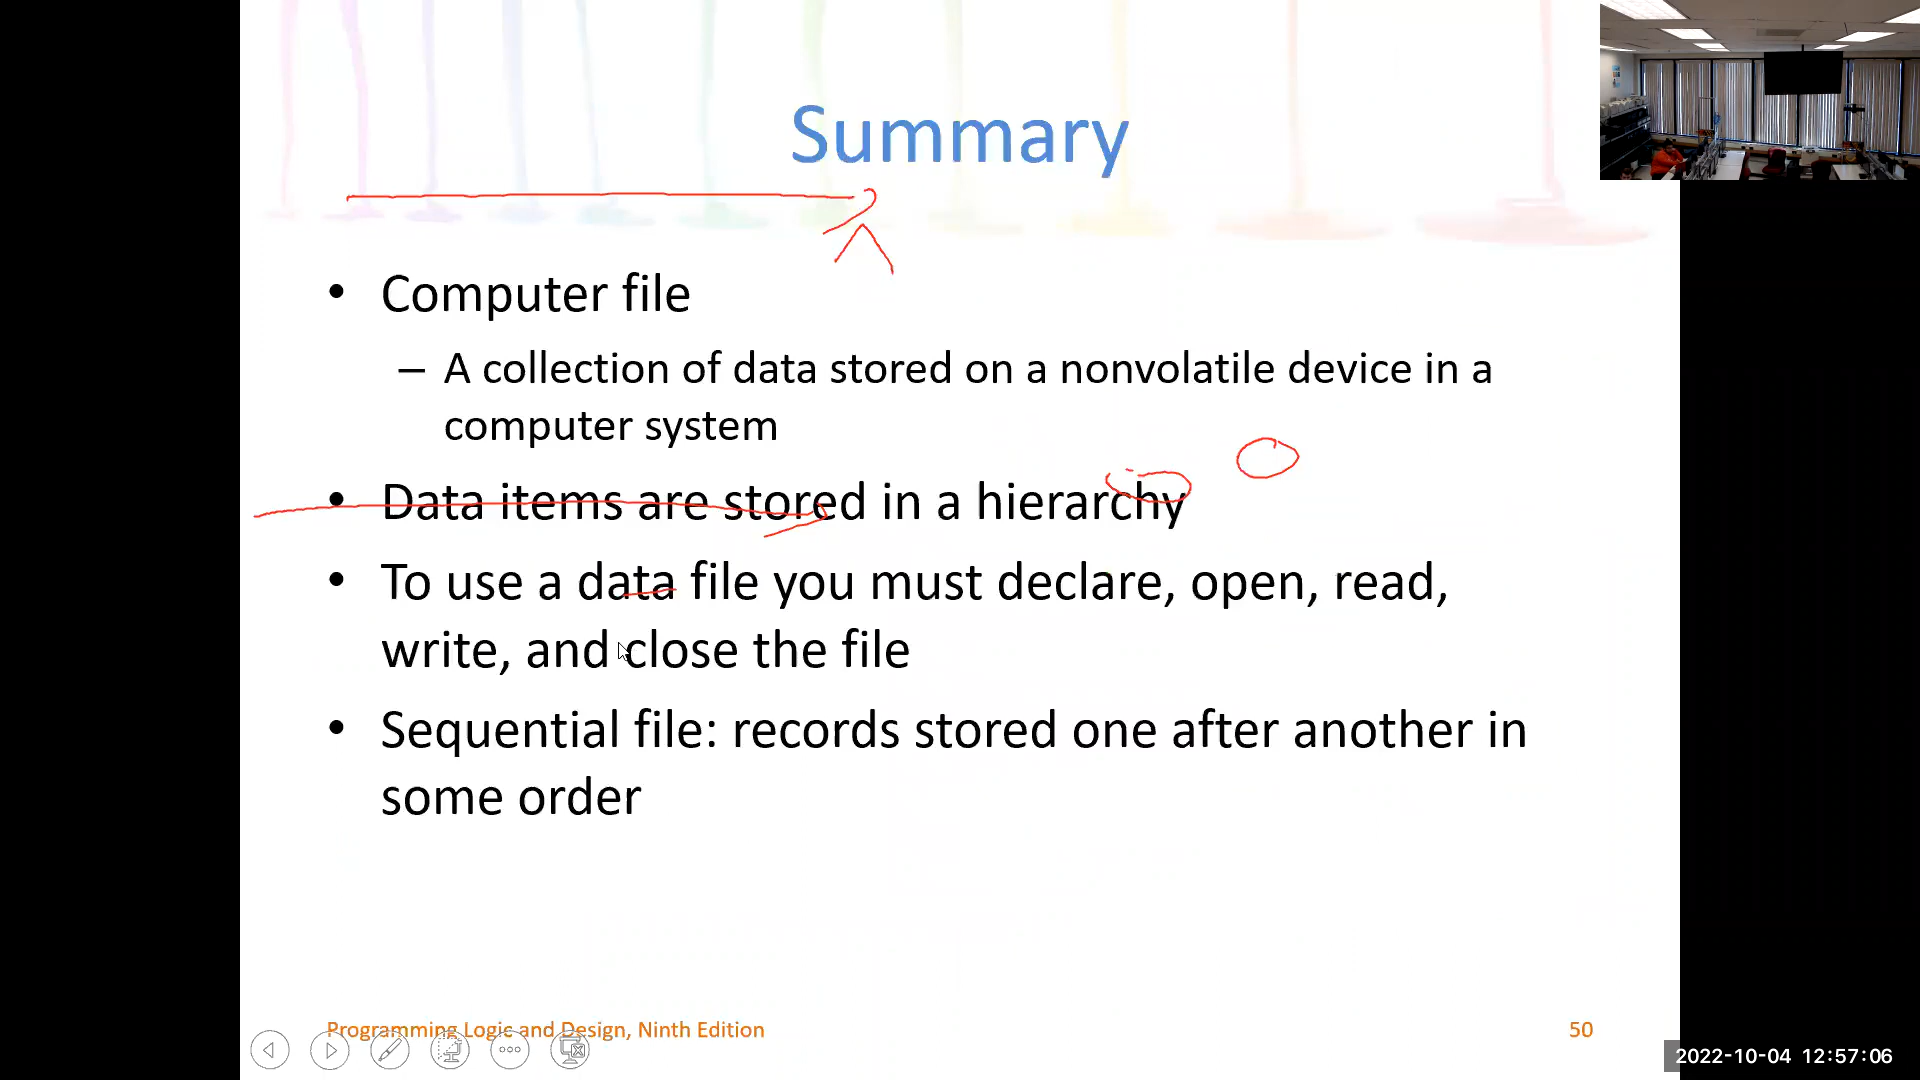 Summary
• Computer file
– A collection of data stored on a nonvolatile device in a
computer system
• Data items are stored in a hierarchy
• To use a data file you must declare, open, read,
write, and close the file
• Sequential file: records stored one after another in
some order
Programming Logic and Design, Ninth Edition
50
2022-10-04 12:57:06